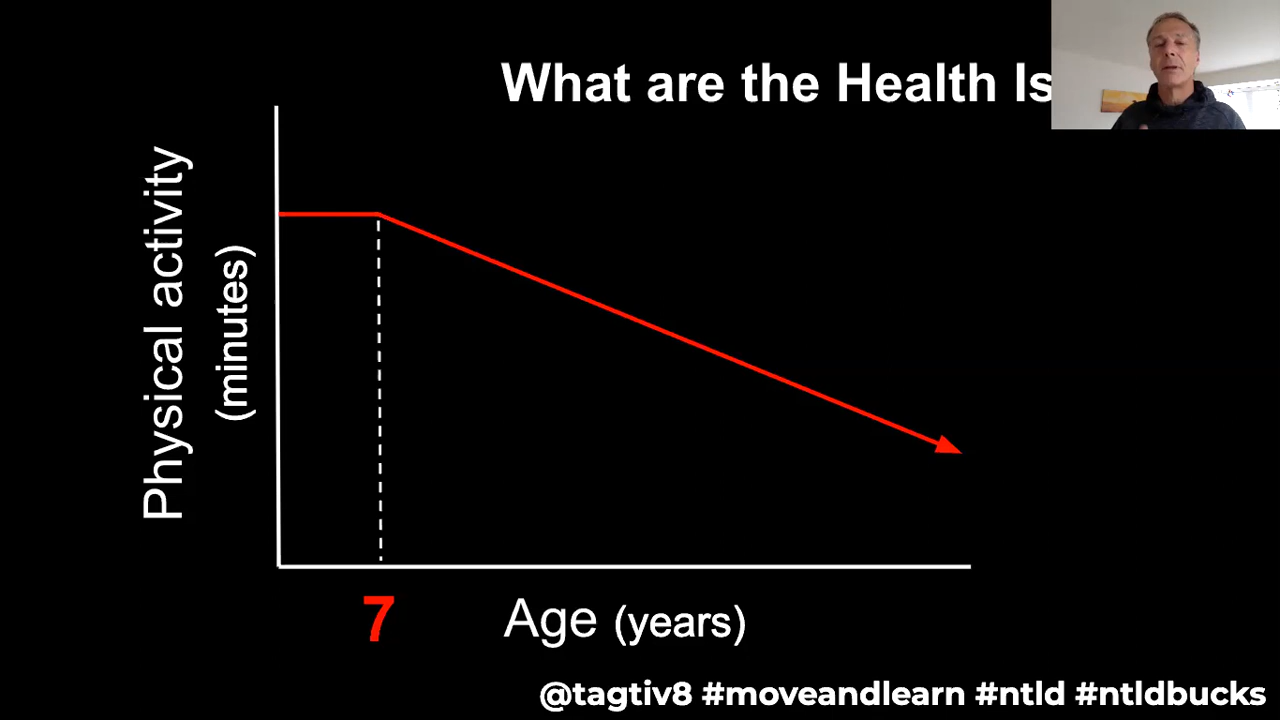 What are the Health Is
Physical activity
(minutes)
7
Age (years)
@tagtiv8 #moveandlearn #ntld #ntldbucks